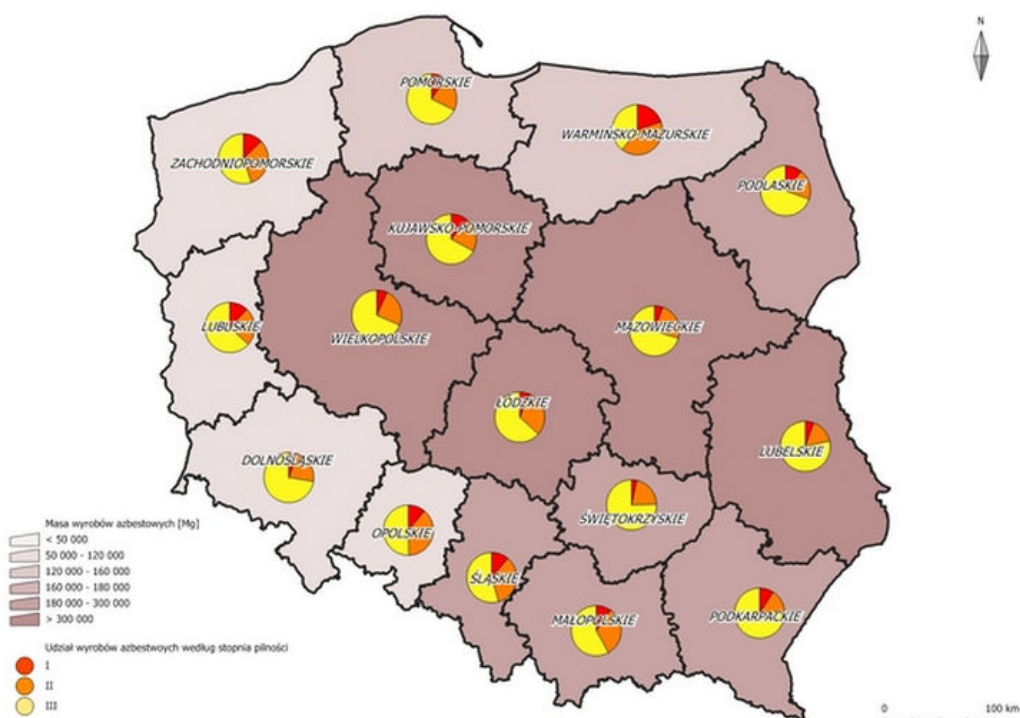 N
POMORSKIE
WARMIŃSKO-MAZURSKIE
ZACHODNIOPOMORSKIE
PODLASKIE
KUJAWSKO-POMORSKIE
LUBUSKIE
WIELKOPOLSKIE
MAZOWIECKIE
ŁÓDZKIE
LUBELSKIE
DOLNOŚLĄSKIE
ŚWIĘTOKRZYSKIE
OPOLSKIE
ŚLĄSKIE
MAŁOPOLSKIE
PODKARPACKIE
Masa wyrobów azbestowych [Mg]
< 50 000
50 000 - 120 000
120 000 - 160 000
160 000 - 180 000
180 000 - 300 000
> 300 000
Udział wyrobów azbestwoych według stopnia pilności
I
II
III
0 100 km